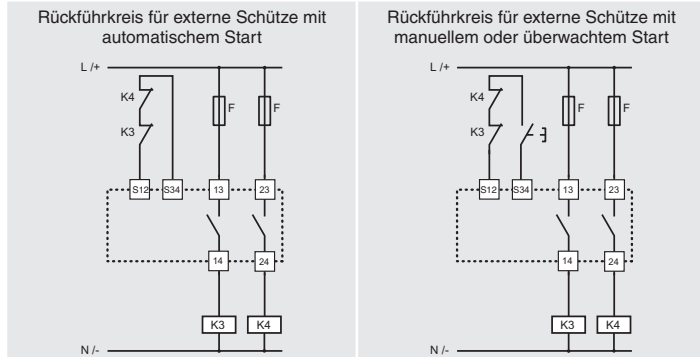 Rückführkreis für externe Schütze mit
automatischem Start
L /+
K4
F
F
K3
S12
S34
13
23
14
24
K3
K4
N /-
Rückführkreis für externe Schütze mit
manuellem oder überwachtem Start
L /+
K4
F
F
K3
S12
S34
13
23
14
24
K3
K4
N /-